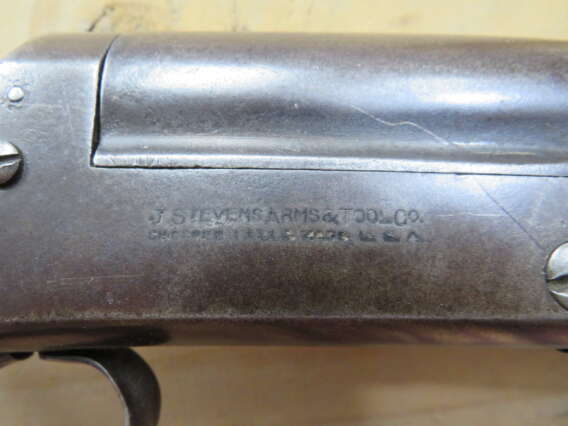 J. STEVENS ARMS & TOOL CO.
CHICOPEE FALLS MASS. U.S.A.